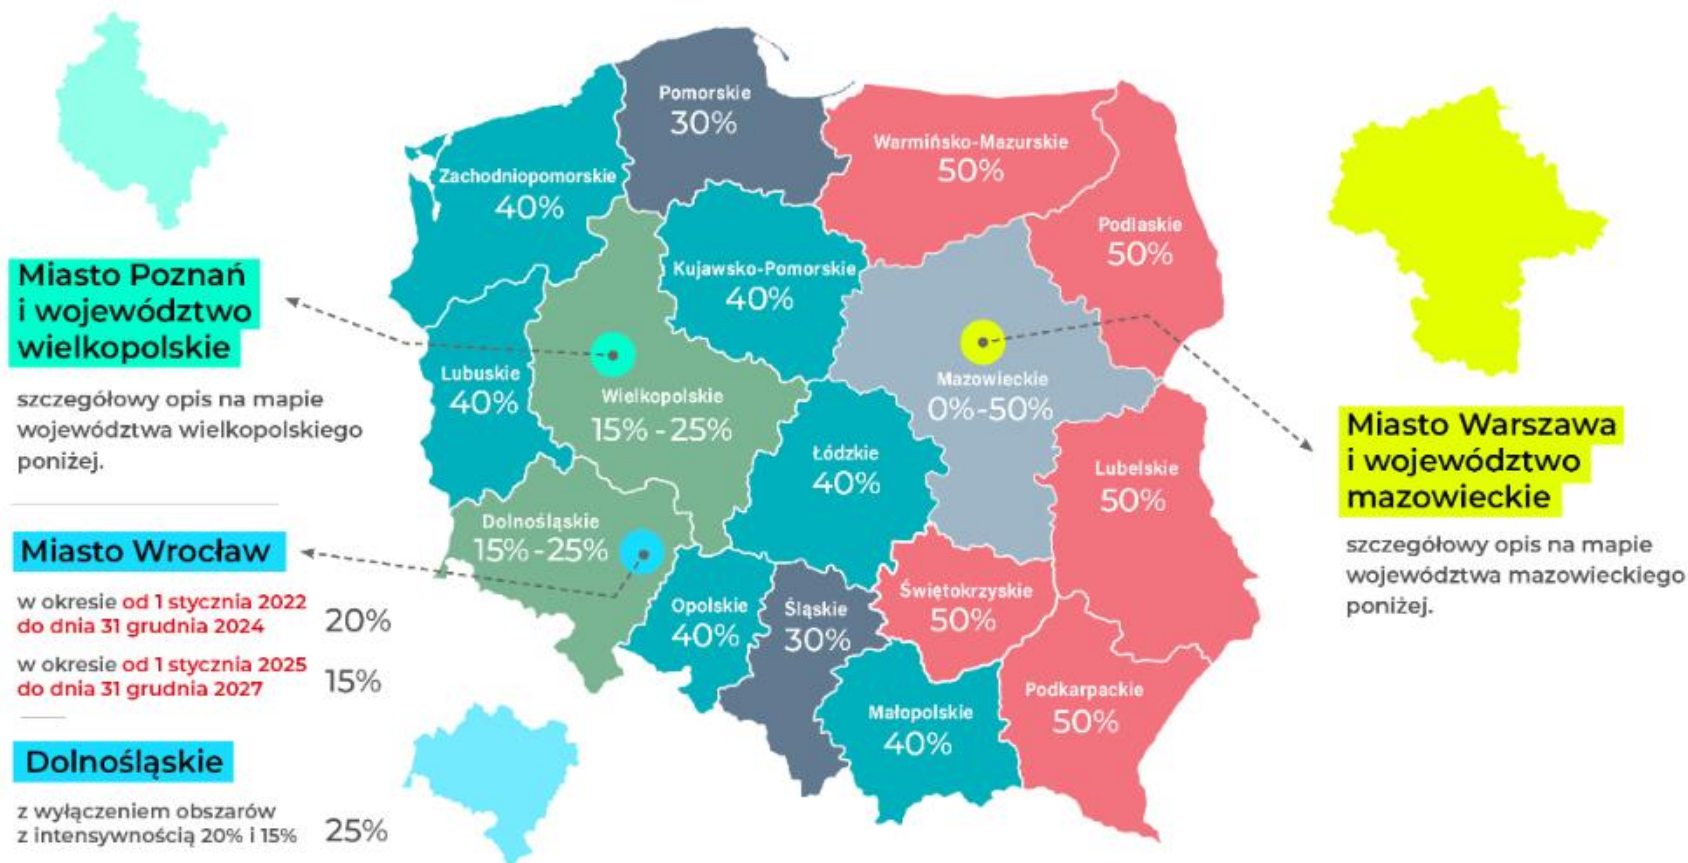 Miasto Poznań
i województwo
wielkopolskie
szczegółowy opis na mapie
województwa wielkopolskiego
poniżej.
Miasto Wrocław
w okresie od 1 stycznia 2022
do dnia 31 grudnia 2024
20%
w okresie od 1 stycznia 2025
do dnia 31 grudnia 2027
15%
Dolnośląskie
z wyłączeniem obszarów
z intensywnością 20% i 15%
25%
Pomorskie
30%
Zachodniopomorskie
40%
Warmińsko-Mazurskie
50%
Podlaskie
50%
Kujawsko-Pomorskie
40%
Lubuskie
40%
Wielkopolskie
15% - 25%
Mazowieckie
0%-50%
Łódzkie
40%
Lubelskie
50%
Dolnośląskie
15% - 25%
Opolskie
40%
Śląskie
30%
Świętokrzyskie
50%
Małopolskie
40%
Podkarpackie
50%
Miasto Warszawa
i województwo
mazowieckie
szczegółowy opis na mapie
województwa mazowieckiego
poniżej.